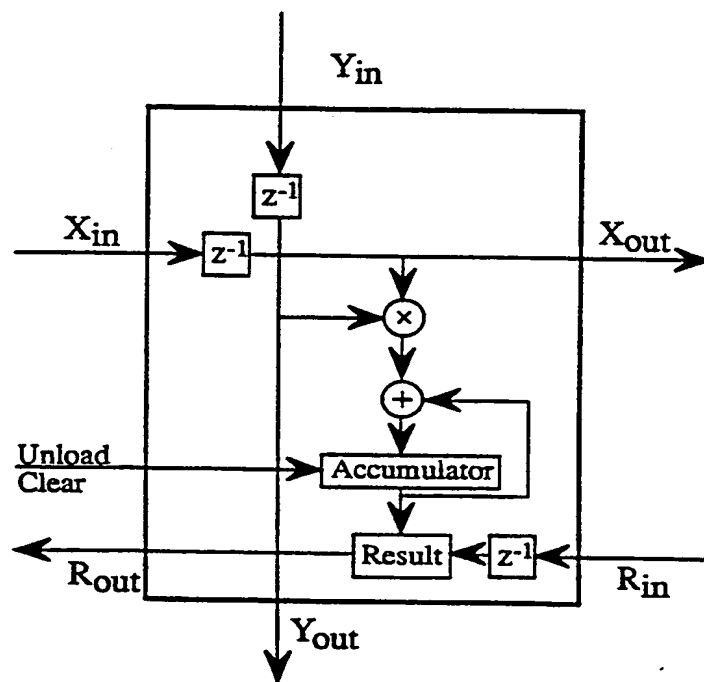 Yin
z-1
Xin
z-1
Xout
×
+
Unload
Clear
Accumulator
Result
z-1
Rout
Rin
Yout